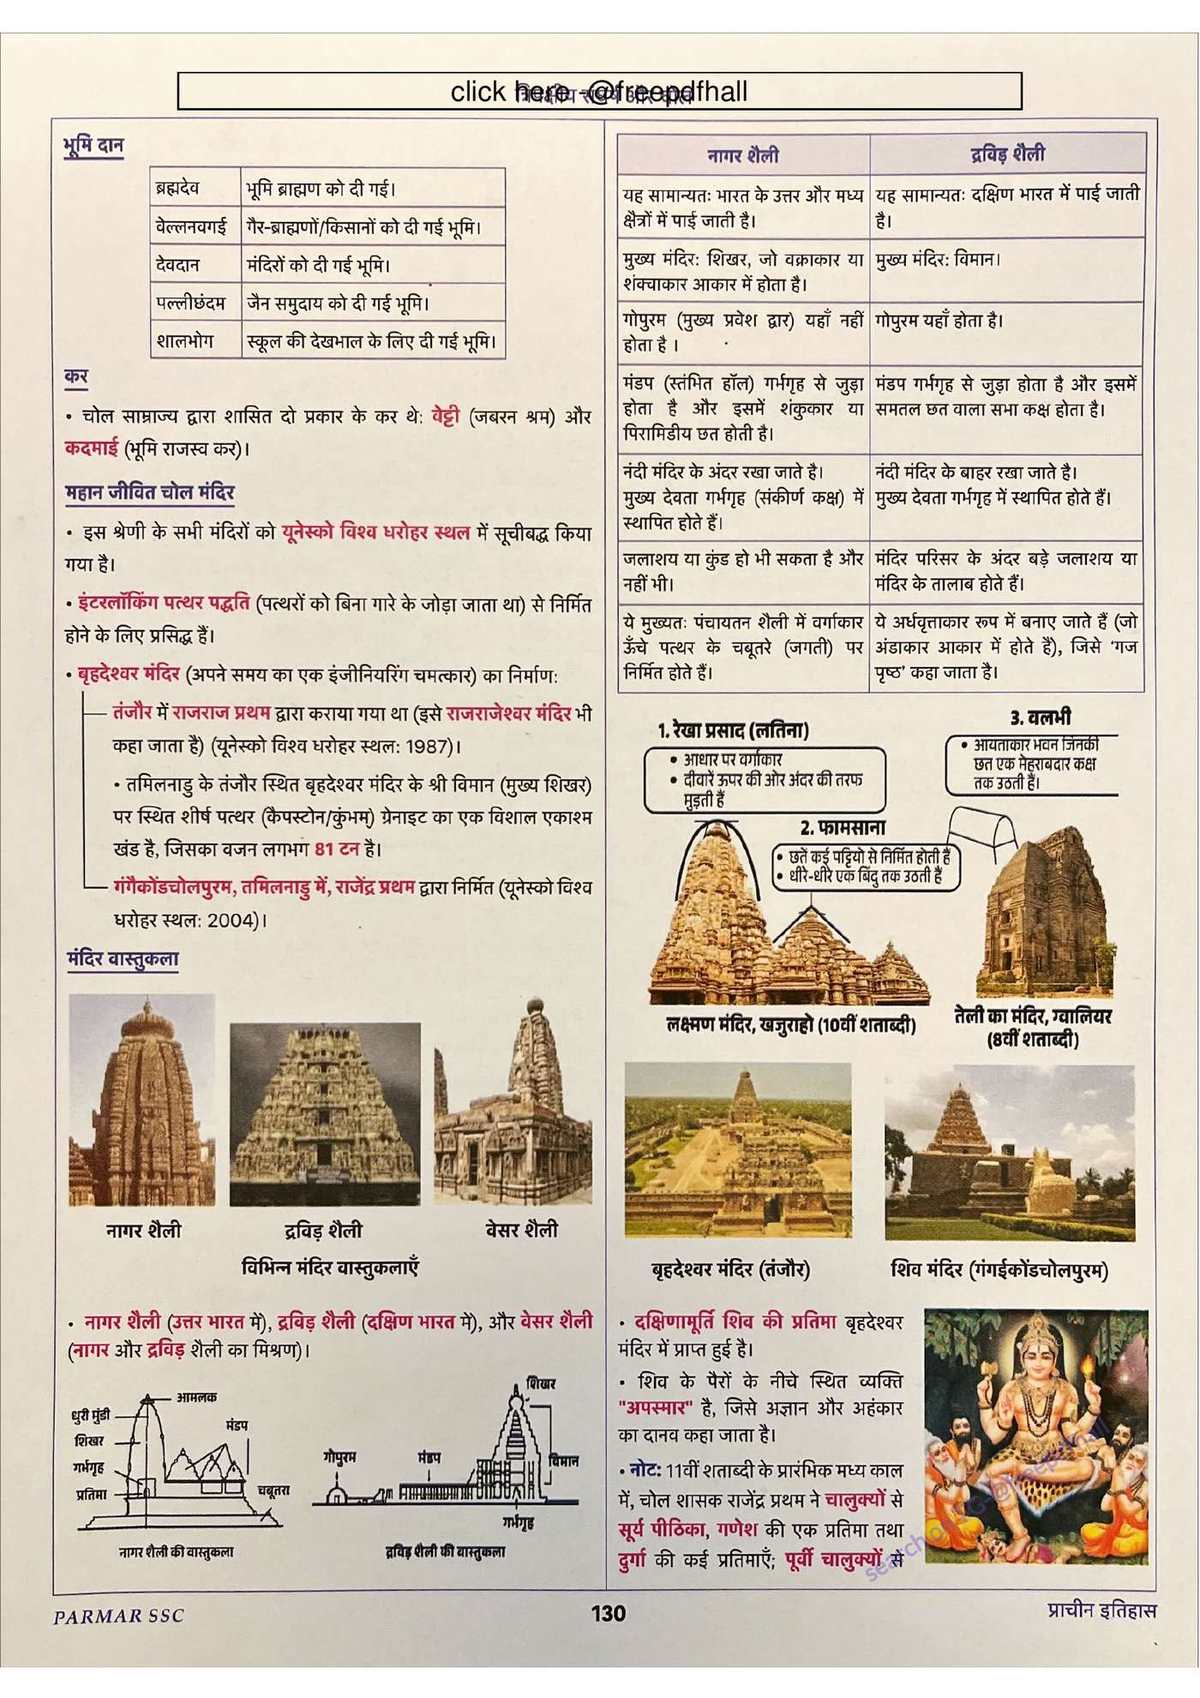 click here -@freepdfhall
भूमि दान
ब्रह्मदेव भूमि ब्राह्मण को दी गई।
वेल्लनवगई गैर-ब्राह्मणों/किसानों को दी गई भूमि।
देवदान मंदिरों को दी गई भूमि।
पल्लीछंदम जैन समुदाय को दी गई भूमि।
शालभोग स्कूल की देखभाल के लिए दी गई भूमि।
कर
• चोल साम्राज्य द्वारा शासित दो प्रकार के कर थे: वेट्टी (जबरन श्रम) और
कदमाई (भूमि राजस्व कर)।
महान जीवित चोल मंदिर
• इस श्रेणी के सभी मंदिरों को यूनेस्को विश्व धरोहर स्थल में सूचीबद्ध किया
गया है।
• इंटरलॉकिंग पत्थर पद्धति (पत्थरों को बिना गारे के जोड़ा जाता था) से निर्मित
होने के लिए प्रसिद्ध हैं।
• बृहदेश्वर मंदिर (अपने समय का एक इंजीनियरिंग चमत्कार) का निर्माण:
तंजौर में राजराज प्रथम द्वारा कराया गया था (इसे राजराजेश्वर मंदिर भी
कहा जाता है) (यूनेस्को विश्व धरोहर स्थल: 1987)।
• तमिलनाडु के तंजौर स्थित बृहदेश्वर मंदिर के श्री विमान (मुख्य शिखर)
पर स्थित शीर्ष पत्थर (कैपस्टोन/कुंभम्) ग्रेनाइट का एक विशाल एकाश्म
खंड है, जिसका वजन लगभग 81 टन है।
गंगैकोंडचोलपुरम, तमिलनाडु में, राजेंद्र प्रथम द्वारा निर्मित (यूनेस्को विश्व
धरोहर स्थल: 2004)।
मंदिर वास्तुकला
नागर शैली
द्रविड़ शैली
वेसर शैली
विभिन्न मंदिर वास्तुकलाएँ
• नागर शैली (उत्तर भारत में), द्रविड़ शैली (दक्षिण भारत में), और वेसर शैली
(नागर और द्रविड़ शैली का मिश्रण)।
आमलक
धुरी मुंडी
मंडप
शिखर
गर्भगृह
प्रतिमा
चबूतरा
नागर शैली की वास्तुकला
शिखर
गोपुरम
मंडप
विमान
गर्भगृह
द्रविड़ शैली की वास्तुकला
नागर शैली द्रविड़ शैली
यह सामान्यतः भारत के उत्तर और मध्य
क्षैत्रों में पाई जाती है।
यह सामान्यतः दक्षिण भारत में पाई जाती
है।
मुख्य मंदिर: शिखर, जो वक्राकार या
शंक्वाकार आकार में होता है।
मुख्य मंदिर: विमान।
गोपुरम (मुख्य प्रवेश द्वार) यहाँ नहीं
होता है ।
गोपुरम यहाँ होता है।
मंडप (स्तंभित हॉल) गर्भगृह से जुड़ा
होता है और इसमें शंकुकार या
पिरामिडीय छत होती है।
मंडप गर्भगृह से जुड़ा होता है और इसमें
समतल छत वाला सभा कक्ष होता है।
नंदी मंदिर के अंदर रखा जाते है।
मुख्य देवता गर्भगृह (संकीर्ण कक्ष) में
स्थापित होते हैं।
नंदी मंदिर के बाहर रखा जाते है।
मुख्य देवता गर्भगृह में स्थापित होते हैं।
जलाशय या कुंड हो भी सकता है और
नहीं भी।
मंदिर परिसर के अंदर बड़े जलाशय या
मंदिर के तालाब होते हैं।
ये मुख्यतः पंचायतन शैली में वर्गाकार
ऊँचे पत्थर के चबूतरे (जगती) पर
निर्मित होते हैं।
ये अर्धवृत्ताकार रूप में बनाए जाते हैं (जो
अंडाकार आकार में होते है), जिसे ‘गज
पृष्ठ’ कहा जाता है।
1. रेखा प्रसाद (लतिना)
• आधार पर वर्गाकार
• दीवारें ऊपर की ओर अंदर की तरफ
मुड़ती हैं
2. फामसाना
• छतें कई पट्टियो से निर्मित होती हैं
• धीरे-धीरे एक बिंदु तक उठती हैं
3. वलभी
• आयताकार भवन जिनकी
छत एक मेहराबदार कक्ष
तक उठती हैं।
लक्ष्मण मंदिर, खजुराहो (10वीं शताब्दी)
तेली का मंदिर, ग्वालियर
(8वीं शताब्दी)
बृहदेश्वर मंदिर (तंजौर)
शिव मंदिर (गंगईकोंडचोलपुरम)
• दक्षिणामूर्ति शिव की प्रतिमा बृहदेश्वर
मंदिर में प्राप्त हुई है।
• शिव के पैरों के नीचे स्थित व्यक्ति
"अपस्मार" है, जिसे अज्ञान और अहंकार
का दानव कहा जाता है।
• नोट: 11वीं शताब्दी के प्रारंभिक मध्य काल
में, चोल शासक राजेंद्र प्रथम ने चालुक्यों से
सूर्य पीठिका, गणेश की एक प्रतिमा तथा
दुर्गा की कई प्रतिमाएँ; पूर्वी चालुक्यों से
PARMAR SSC
130
प्राचीन इतिहास